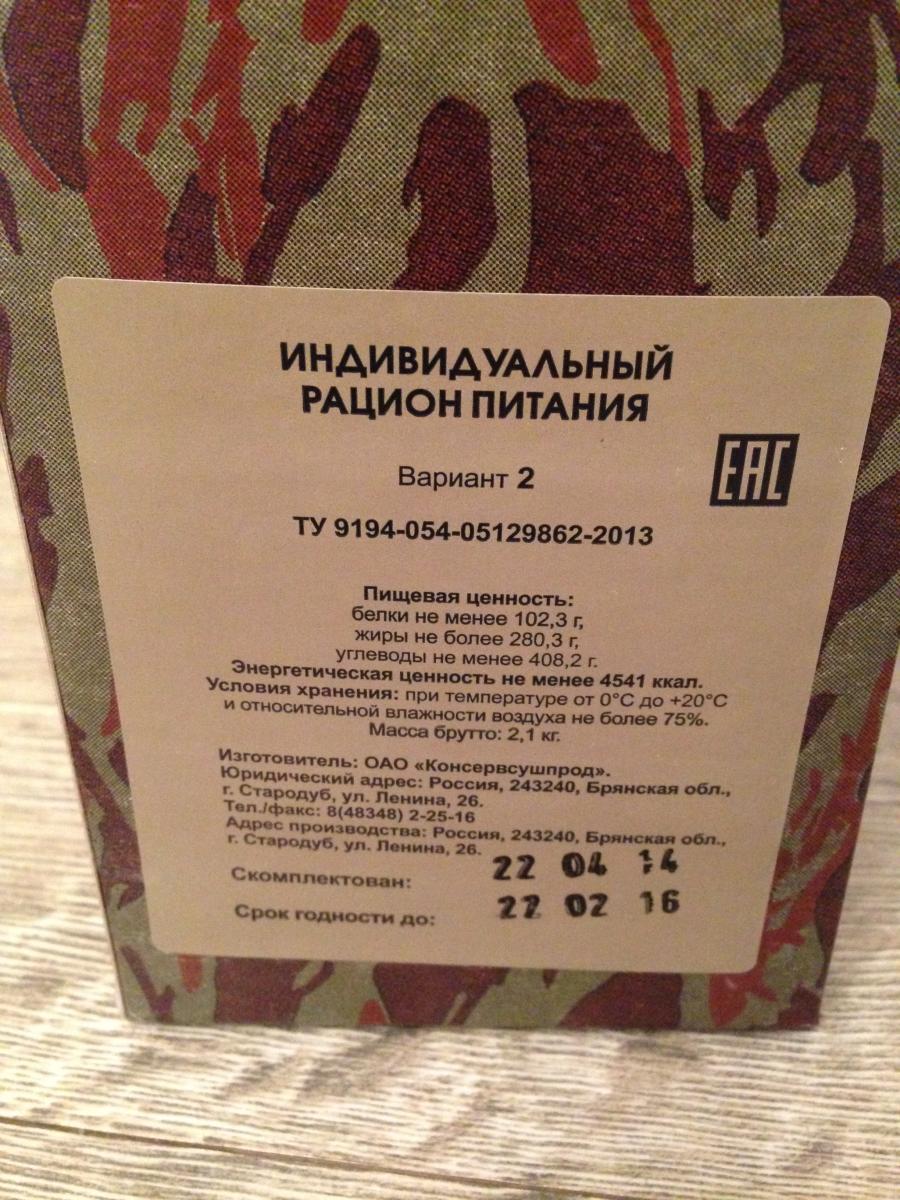 ИНДИВИДУАЛЬНЫЙ
РАЦИОН ПИТАНИЯ
EAC
Вариант 2
ТУ 9194-054-05129862-2013
Пищевая ценность:
белки не менее 102,3 г,
жиры не более 280,3 г,
углеводы не менее 408,2 г.
Энергетическая ценность не менее 4541 ккал.
Условия хранения: при температуре от 0°С до +20°С
и относительной влажности воздуха не более 75%.
Масса брутто: 2,1 кг.
Изготовитель: ОАО «Консервсушпрод».
Юридический адрес: Россия, 243240, Брянская обл.,
г. Стародуб, ул. Ленина, 26.
Тел./факс: 8(48348) 2-25-16
Адрес производства: Россия, 243240, Брянская обл.,
г. Стародуб, ул. Ленина, 26.
Скомплектован: 22 04 14
Срок годности до: 22 02 16